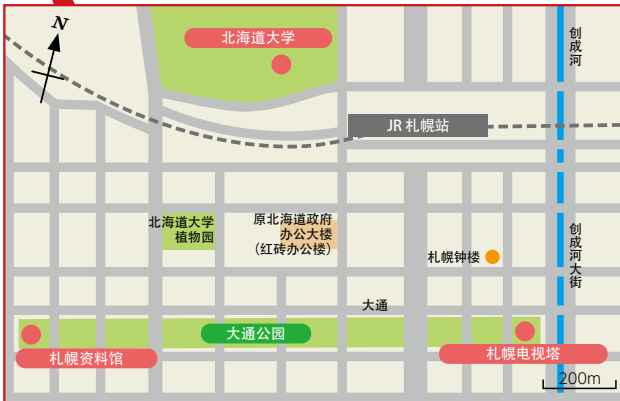 N
北海道大学
创成河
JR 札幌站
北海道大学
植物园
原北海道政府
办公大楼
（红砖办公楼）
创成河大街
札幌钟楼
大通
大通公园
札幌资料馆
札幌电视塔
200m